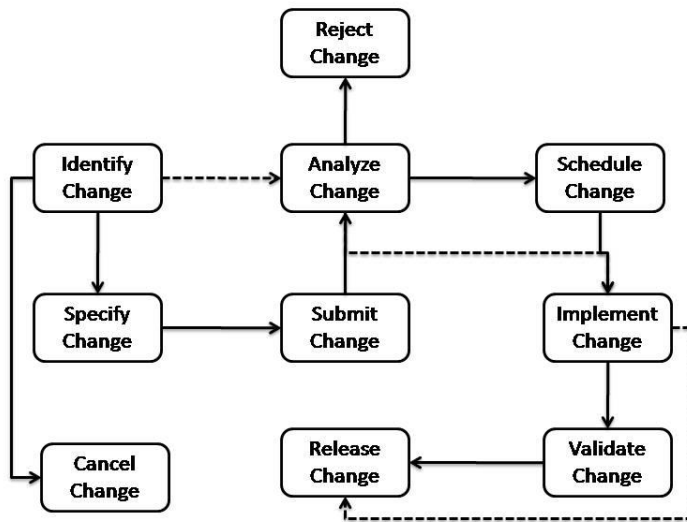 Reject
Change
Identify
Change
Analyze
Change
Schedule
Change
Specify
Change
Submit
Change
Implement
Change
Cancel
Change
Release
Change
Validate
Change